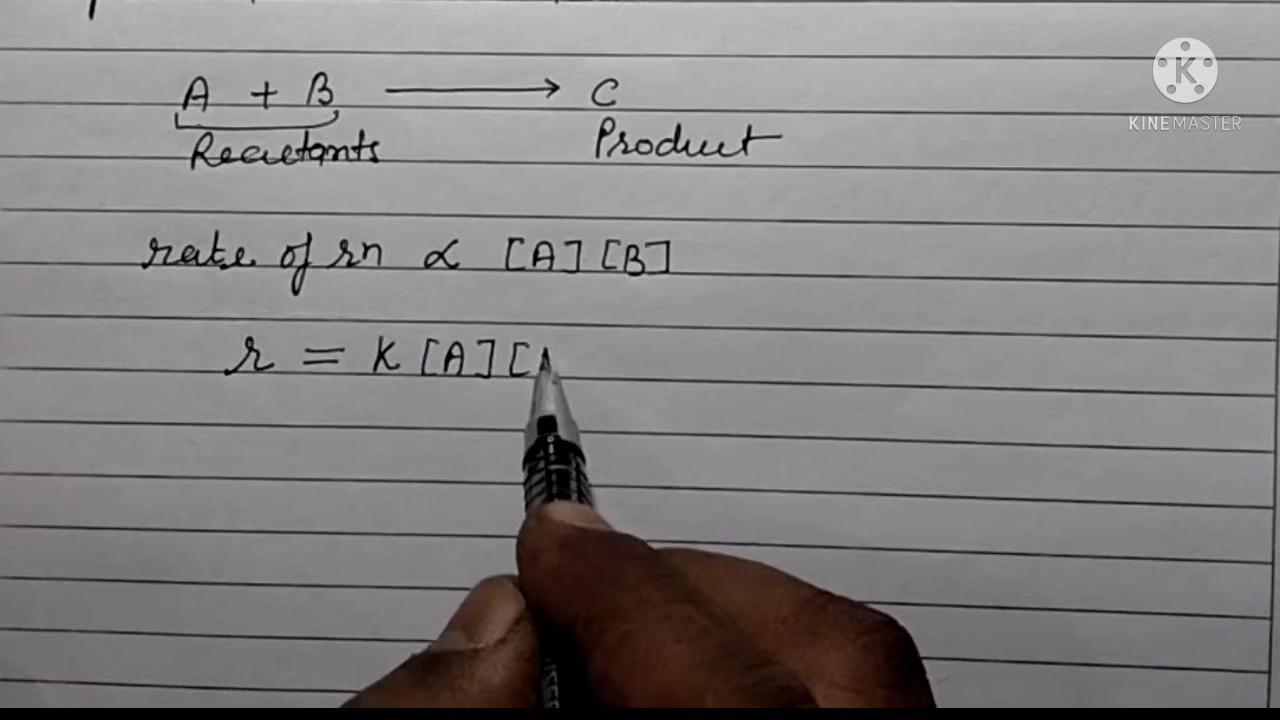 A + B ⟶ C
Reactants Product
rate of rn ∝ [A][B]
r = K [A][
KINEMASTER